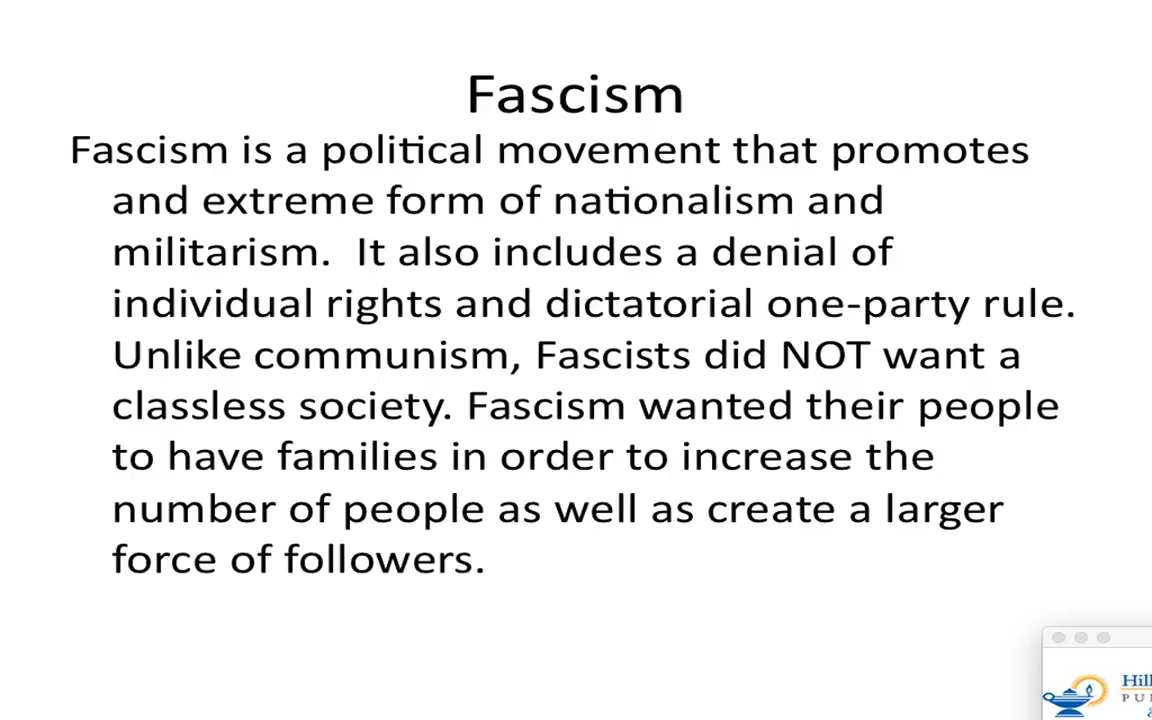 Fascism
Fascism is a political movement that promotes
and extreme form of nationalism and
militarism.  It also includes a denial of
individual rights and dictatorial one-party rule.
Unlike communism, Fascists did NOT want a
classless society. Fascism wanted their people
to have families in order to increase the
number of people as well as create a larger
force of followers.
Hill
PU